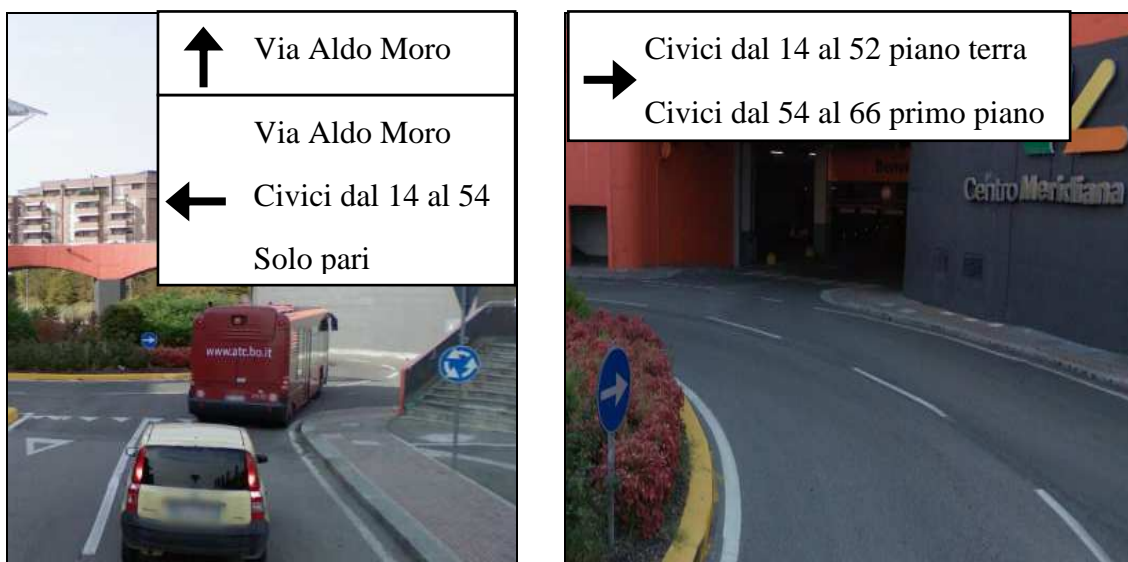 Via Aldo Moro
Via Aldo Moro
Civici dal 14 al 54
Solo pari
www.atc.bo.it
Civici dal 14 al 52 piano terra
Civici dal 54 al 66 primo piano
Centro Meridiana